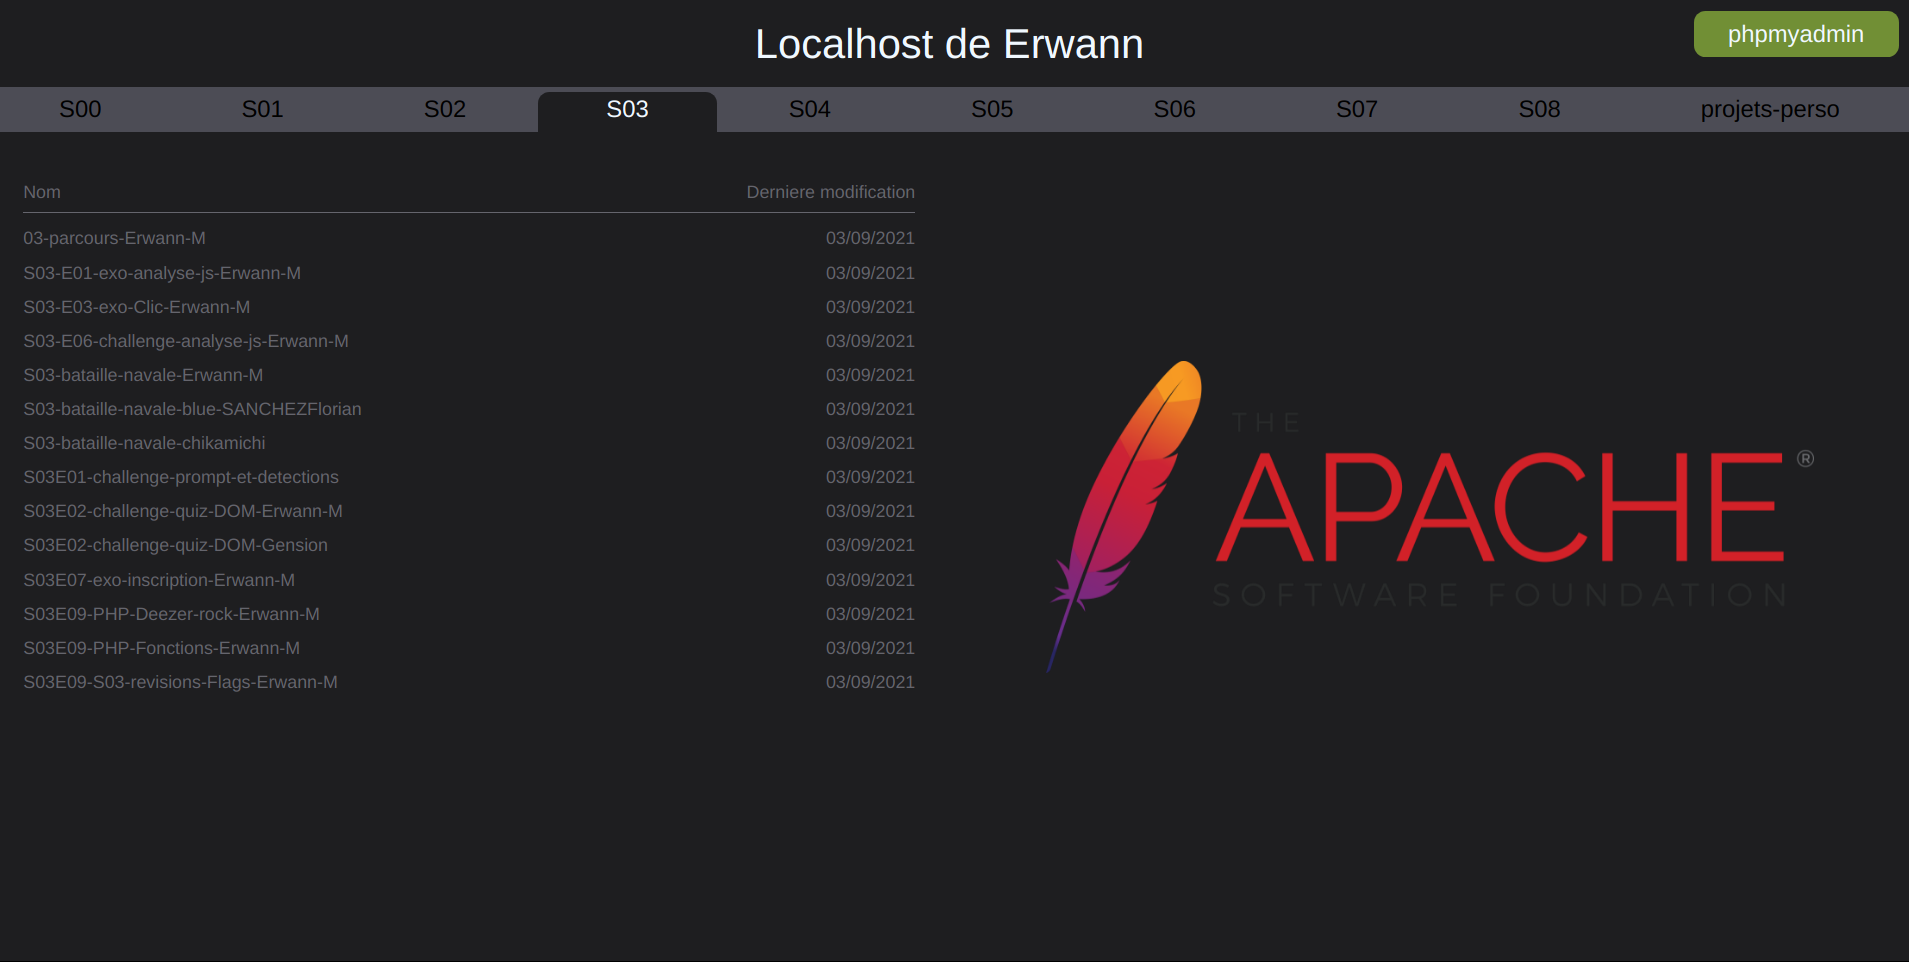 Localhost de Erwann
phpmyadmin
S00 S01 S02 S03 S04 S05 S06 S07 S08 projets-perso
Nom Derniere modification
03-parcours-Erwann-M 03/09/2021
S03-E01-exo-analyse-js-Erwann-M 03/09/2021
S03-E03-exo-Clic-Erwann-M 03/09/2021
S03-E06-challenge-analyse-js-Erwann-M 03/09/2021
S03-bataille-navale-Erwann-M 03/09/2021
S03-bataille-navale-blue-SANCHEZFlorian 03/09/2021
S03-bataille-navale-chikamichi 03/09/2021
S03E01-challenge-prompt-et-detections 03/09/2021
S03E02-challenge-quiz-DOM-Erwann-M 03/09/2021
S03E02-challenge-quiz-DOM-Gension 03/09/2021
S03E07-exo-inscription-Erwann-M 03/09/2021
S03E09-PHP-Deezer-rock-Erwann-M 03/09/2021
S03E09-PHP-Fonctions-Erwann-M 03/09/2021
S03E09-S03-revisions-Flags-Erwann-M 03/09/2021
THE
APACHE®
SOFTWARE FOUNDATION